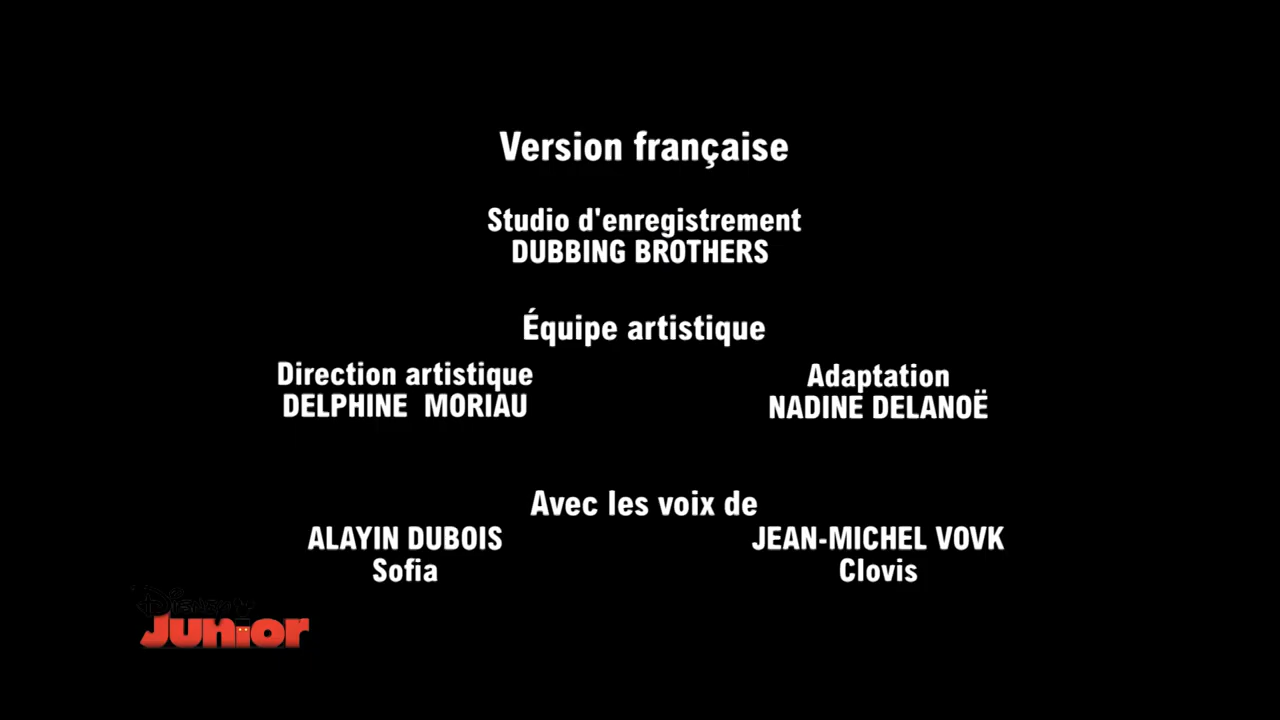 Version française
Studio d'enregistrement
DUBBING BROTHERS
Équipe artistique
Direction artistique
DELPHINE MORIAU
Adaptation
NADINE DELANOË
Avec les voix de
ALAYIN DUBOIS
Sofia
JEAN-MICHEL VOVK
Clovis
Disney
Junior